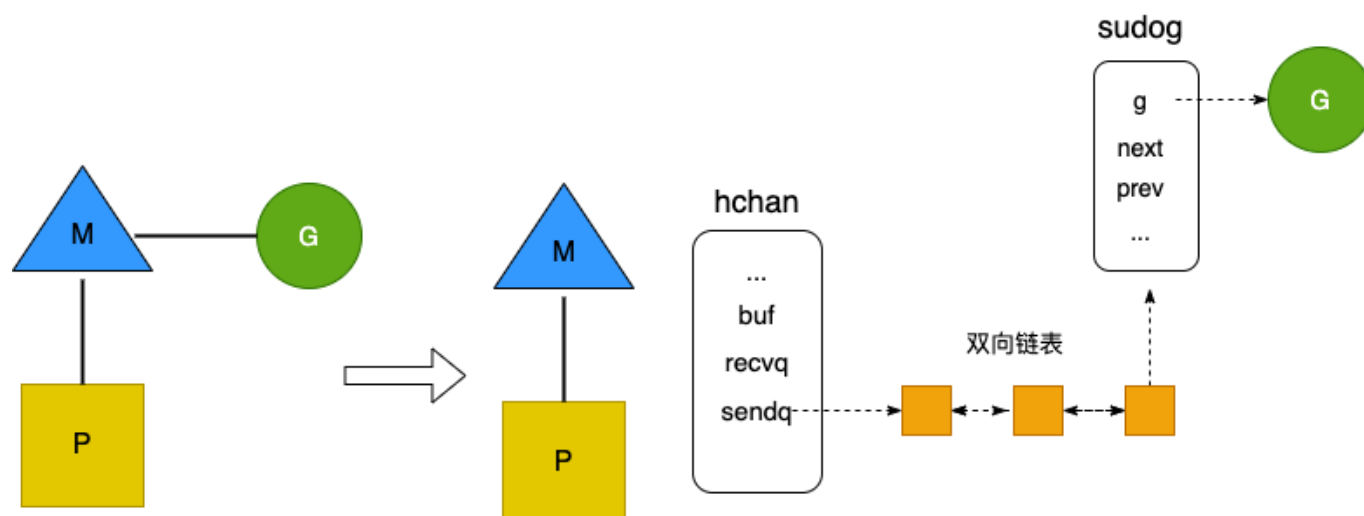 M
G
P
M
P
hchan
...
buf
recvq
sendq
双向链表
sudog
g
next
prev
...
G